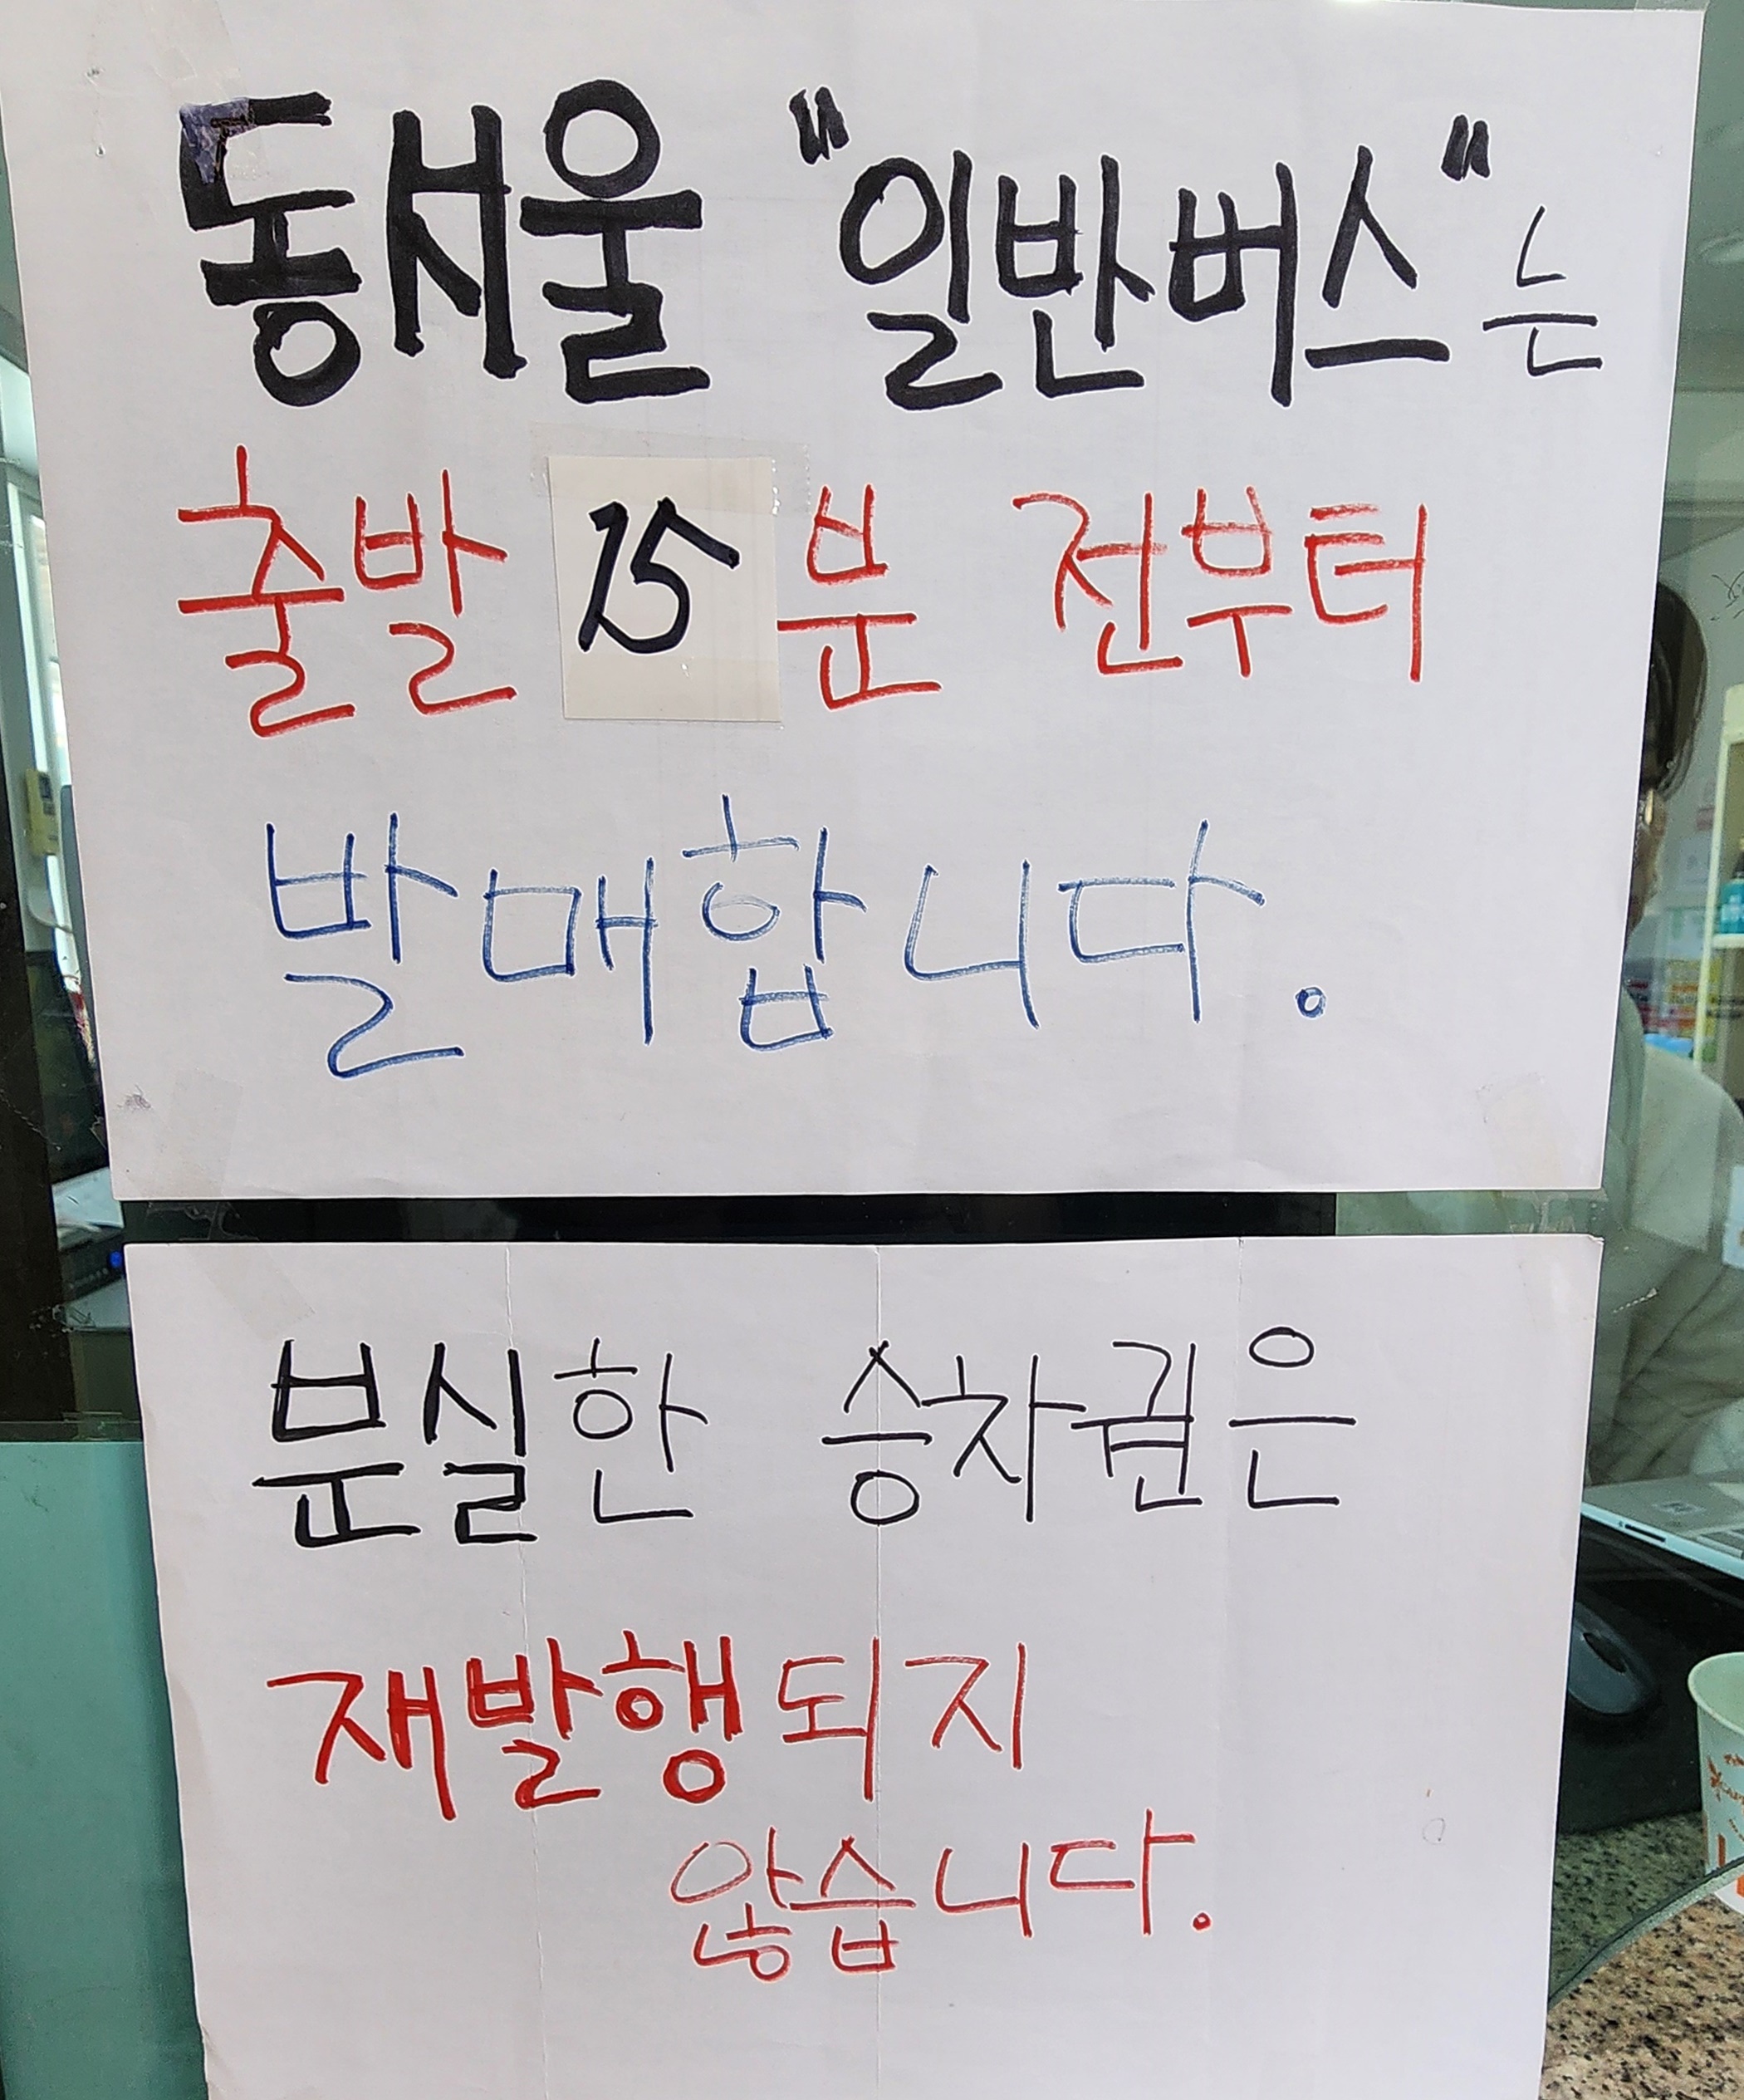 동서울 "일반버스"는
출발 15분 전부터
발매합니다.
분실한 승차권은
재발행되지
않습니다.